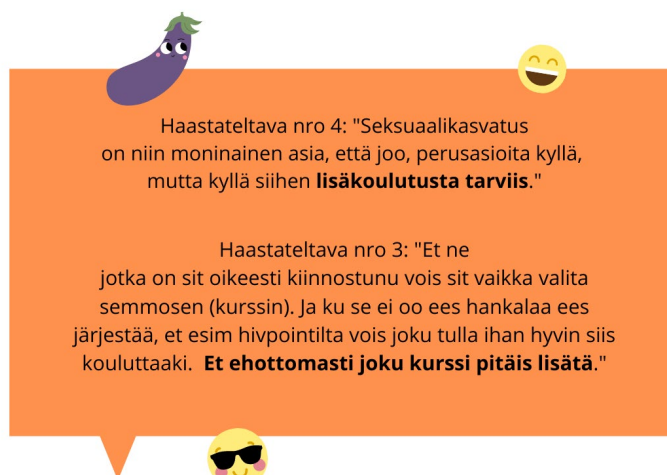 Haastateltava nro 4: "Seksuaalikasvatus
on niin moninainen asia, että joo, perusasioita kyllä,
mutta kyllä siihen lisäkoulutusta tarviis."
Haastateltava nro 3: "Et ne
jotka on sit oikeesti kiinnostunu vois sit vaikka valita
semmosen (kurssin). Ja ku se ei oo ees hankalaa ees
järjestää, et esim hivpointilta vois joku tulla ihan hyvin siis
kouluttaaki. Et ehottomasti joku kurssi pitäis lisätä."